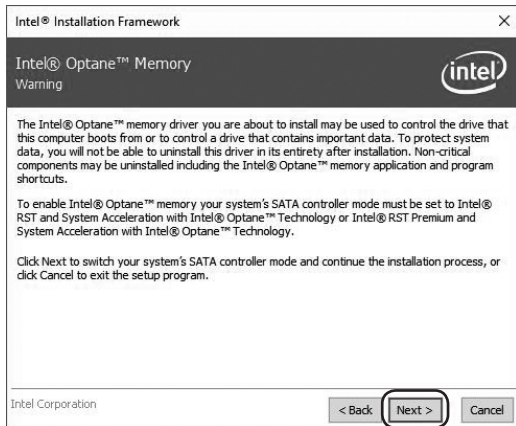 Intel® Installation Framework
Intel® Optane™ Memory
Warning
intel
The Intel® Optane™ memory driver you are about to install may be used to control the drive that
this computer boots from or to control a drive that contains important data. To protect system
data, you will not be able to uninstall this driver in its entirety after installation. Non-critical
components may be uninstalled including the Intel® Optane™ memory application and program
shortcuts.
To enable Intel® Optane™ memory your system's SATA controller mode must be set to Intel®
RST and System Acceleration with Intel® Optane™ Technology or Intel® RST Premium and
System Acceleration with Intel® Optane™ Technology.
Click Next to switch your system's SATA controller mode and continue the installation process, or
click Cancel to exit the setup program.
Intel Corporation
< Back Next > Cancel